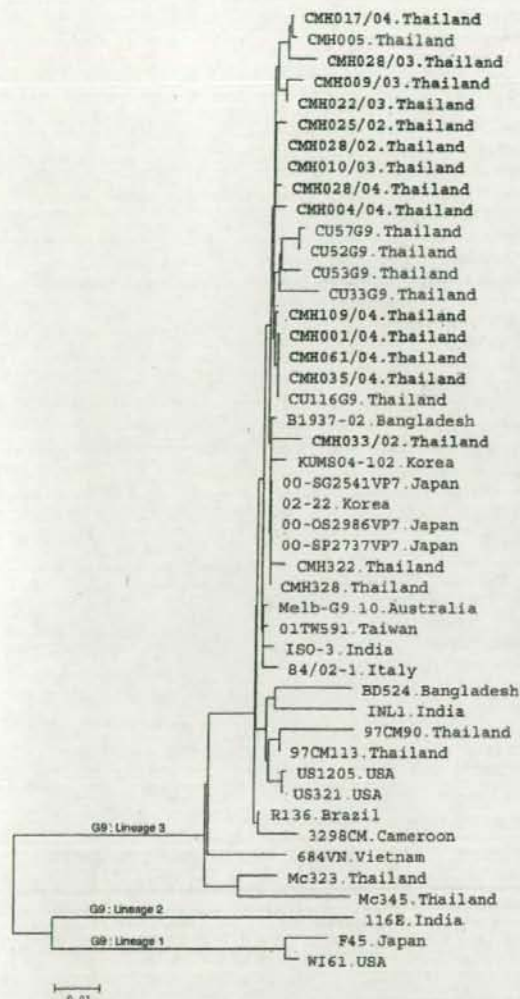 CMH017/04.Thailand
CMH005.Thailand
CMH028/03.Thailand
CMH009/03.Thailand
CMH022/03.Thailand
CMH025/02.Thailand
CMH028/02.Thailand
CMH010/03.Thailand
CMH028/04.Thailand
CMH004/04.Thailand
CU57G9.Thailand
CU52G9.Thailand
CU53G9.Thailand
CU33G9.Thailand
CMH109/04.Thailand
CMH001/04.Thailand
CMH061/04.Thailand
CMH035/04.Thailand
CU116G9.Thailand
B1937-02.Bangladesh
CMH033/02.Thailand
KUMS04-102.Korea
00-SG2541VP7.Japan
02-22.Korea
00-OS2986VP7.Japan
00-SP2737VP7.Japan
CMH322.Thailand
CMH328.Thailand
Melb-G9.10.Australia
01TW591.Taiwan
ISO-3.India
84/02-1.Italy
BD524.Bangladesh
INL1.India
97CM90.Thailand
97CM113.Thailand
US1205.USA
US321.USA
R136.Brazil
G9: Lineage 3
3298CM.Cameroon
684VN.Vietnam
Mc323.Thailand
Mc345.Thailand
G9: Lineage 2
116E.India
G9: Lineage 1
F45.Japan
WI61.USA
0.01